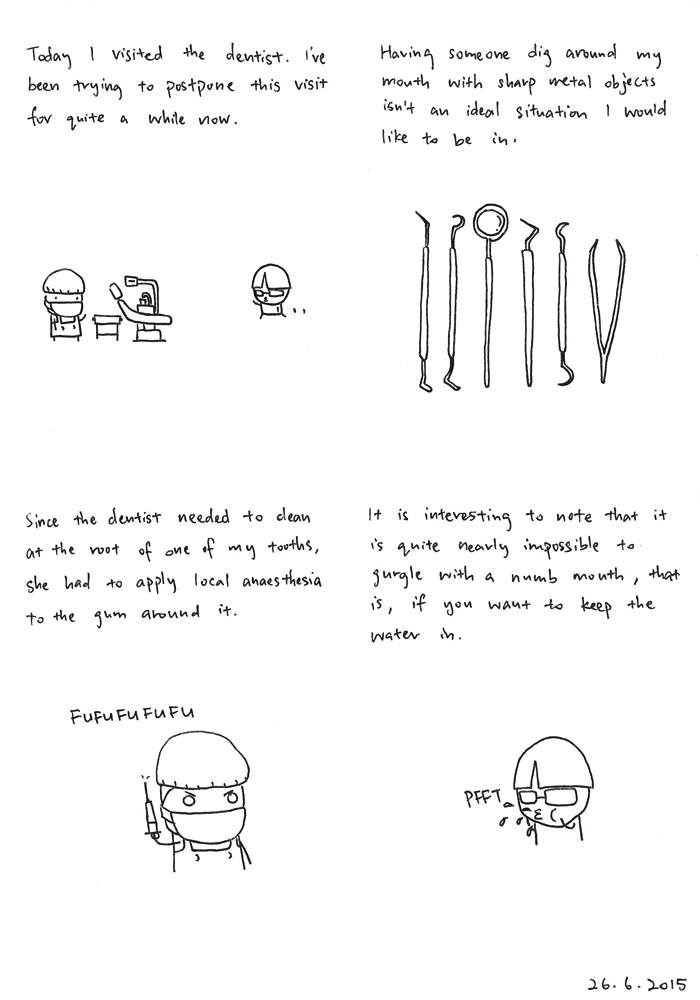 Today I visited the dentist. I've
been trying to postpone this visit
for quite a while now.
Having someone dig around my
mouth with sharp metal objects
isn't an ideal situation I would
like to be in.
Since the dentist needed to clean
at the root of one of my tooths,
she had to apply local anaesthesia
to the gum around it.
FUFUFUFUFUFU
It is interesting to note that it
is quite nearly impossible to
gurgle with a numb mouth, that
is, if you want to keep the
water in.
PFFT
26.6.2015